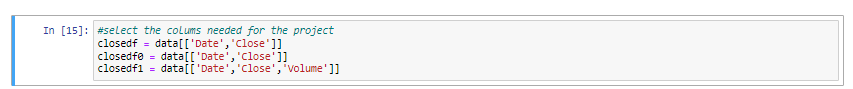 In [15]: #select the colums needed for the project
closedf = data[['Date','Close']]
closedf0 = data[['Date','Close']]
closedf1 = data[['Date','Close','Volume']]